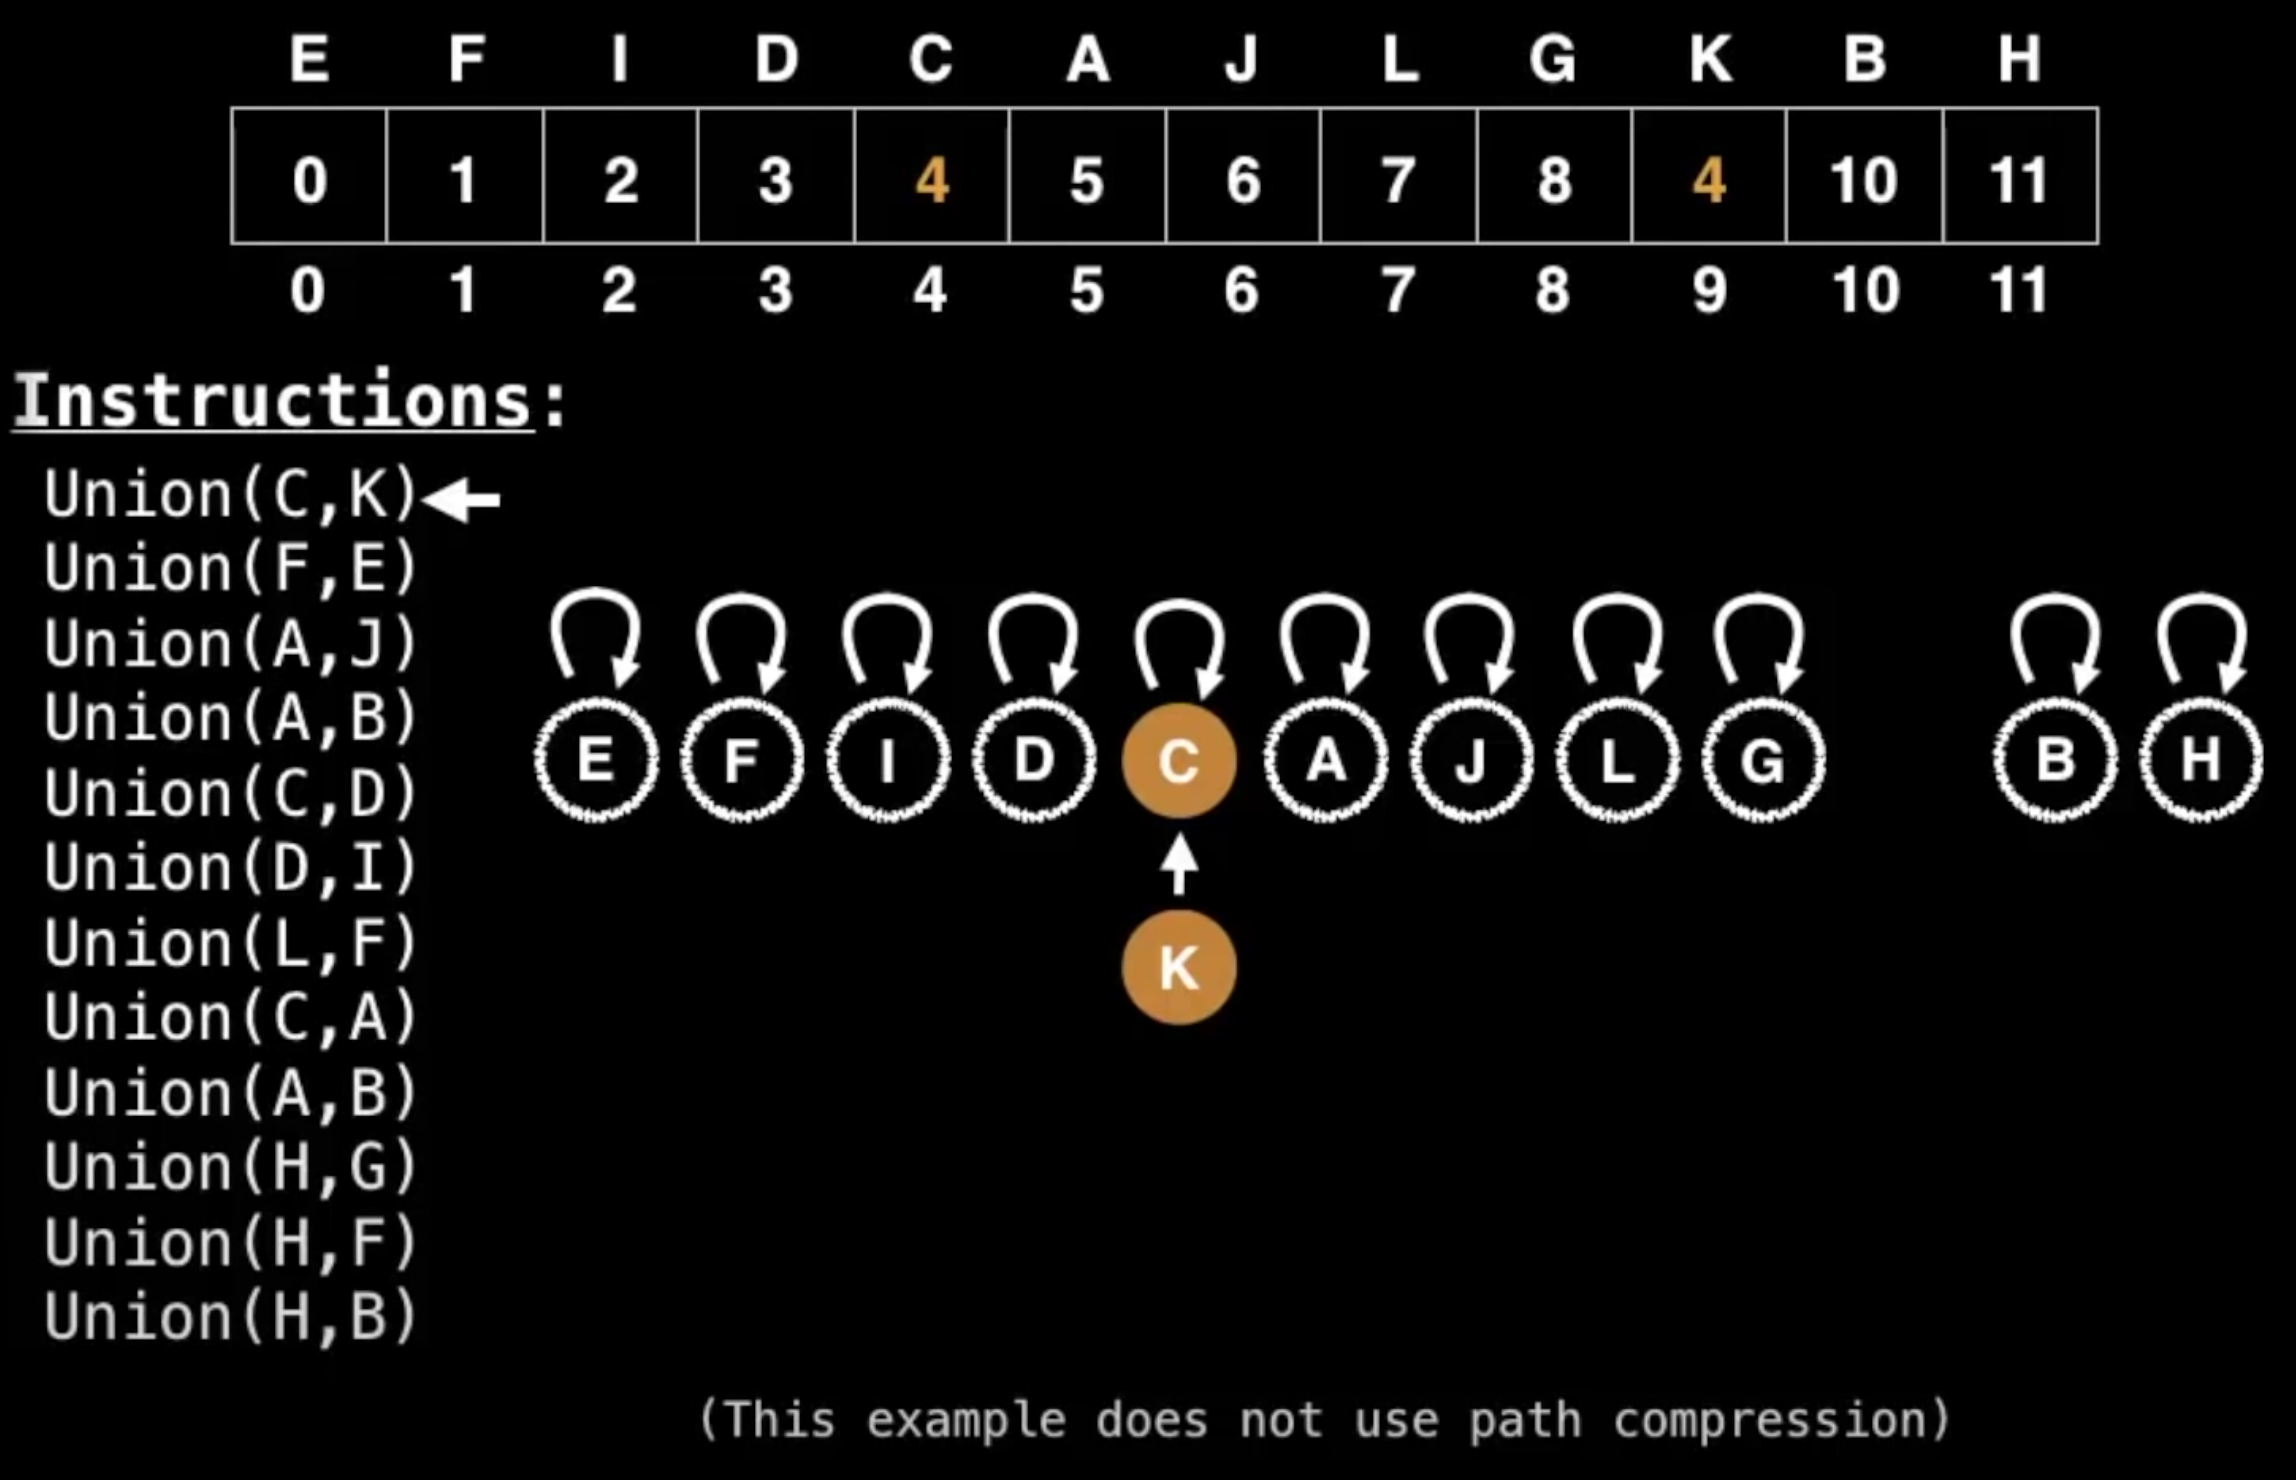 E F I D C A J L G K B H
0 1 2 3 4 5 6 7 8 4 10 11
0 1 2 3 4 5 6 7 8 9 10 11
Instructions:
Union(C,K)
Union(F,E)
Union(A,J)
Union(A,B)
Union(C,D)
Union(D,I)
Union(L,F)
Union(C,A)
Union(A,B)
Union(H,G)
Union(H,F)
Union(H,B)
E F I D C A J L G B H
K
(This example does not use path compression)